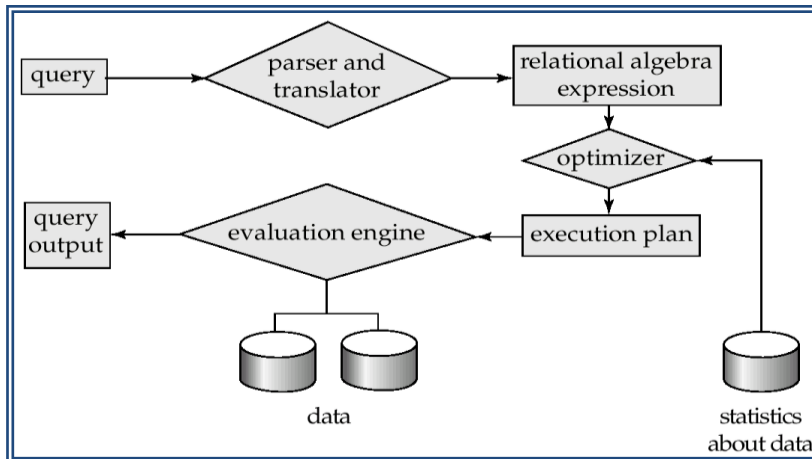 query
parser and
translator
relational algebra
expression
optimizer
query
output
evaluation engine
execution plan
data
statistics
about data